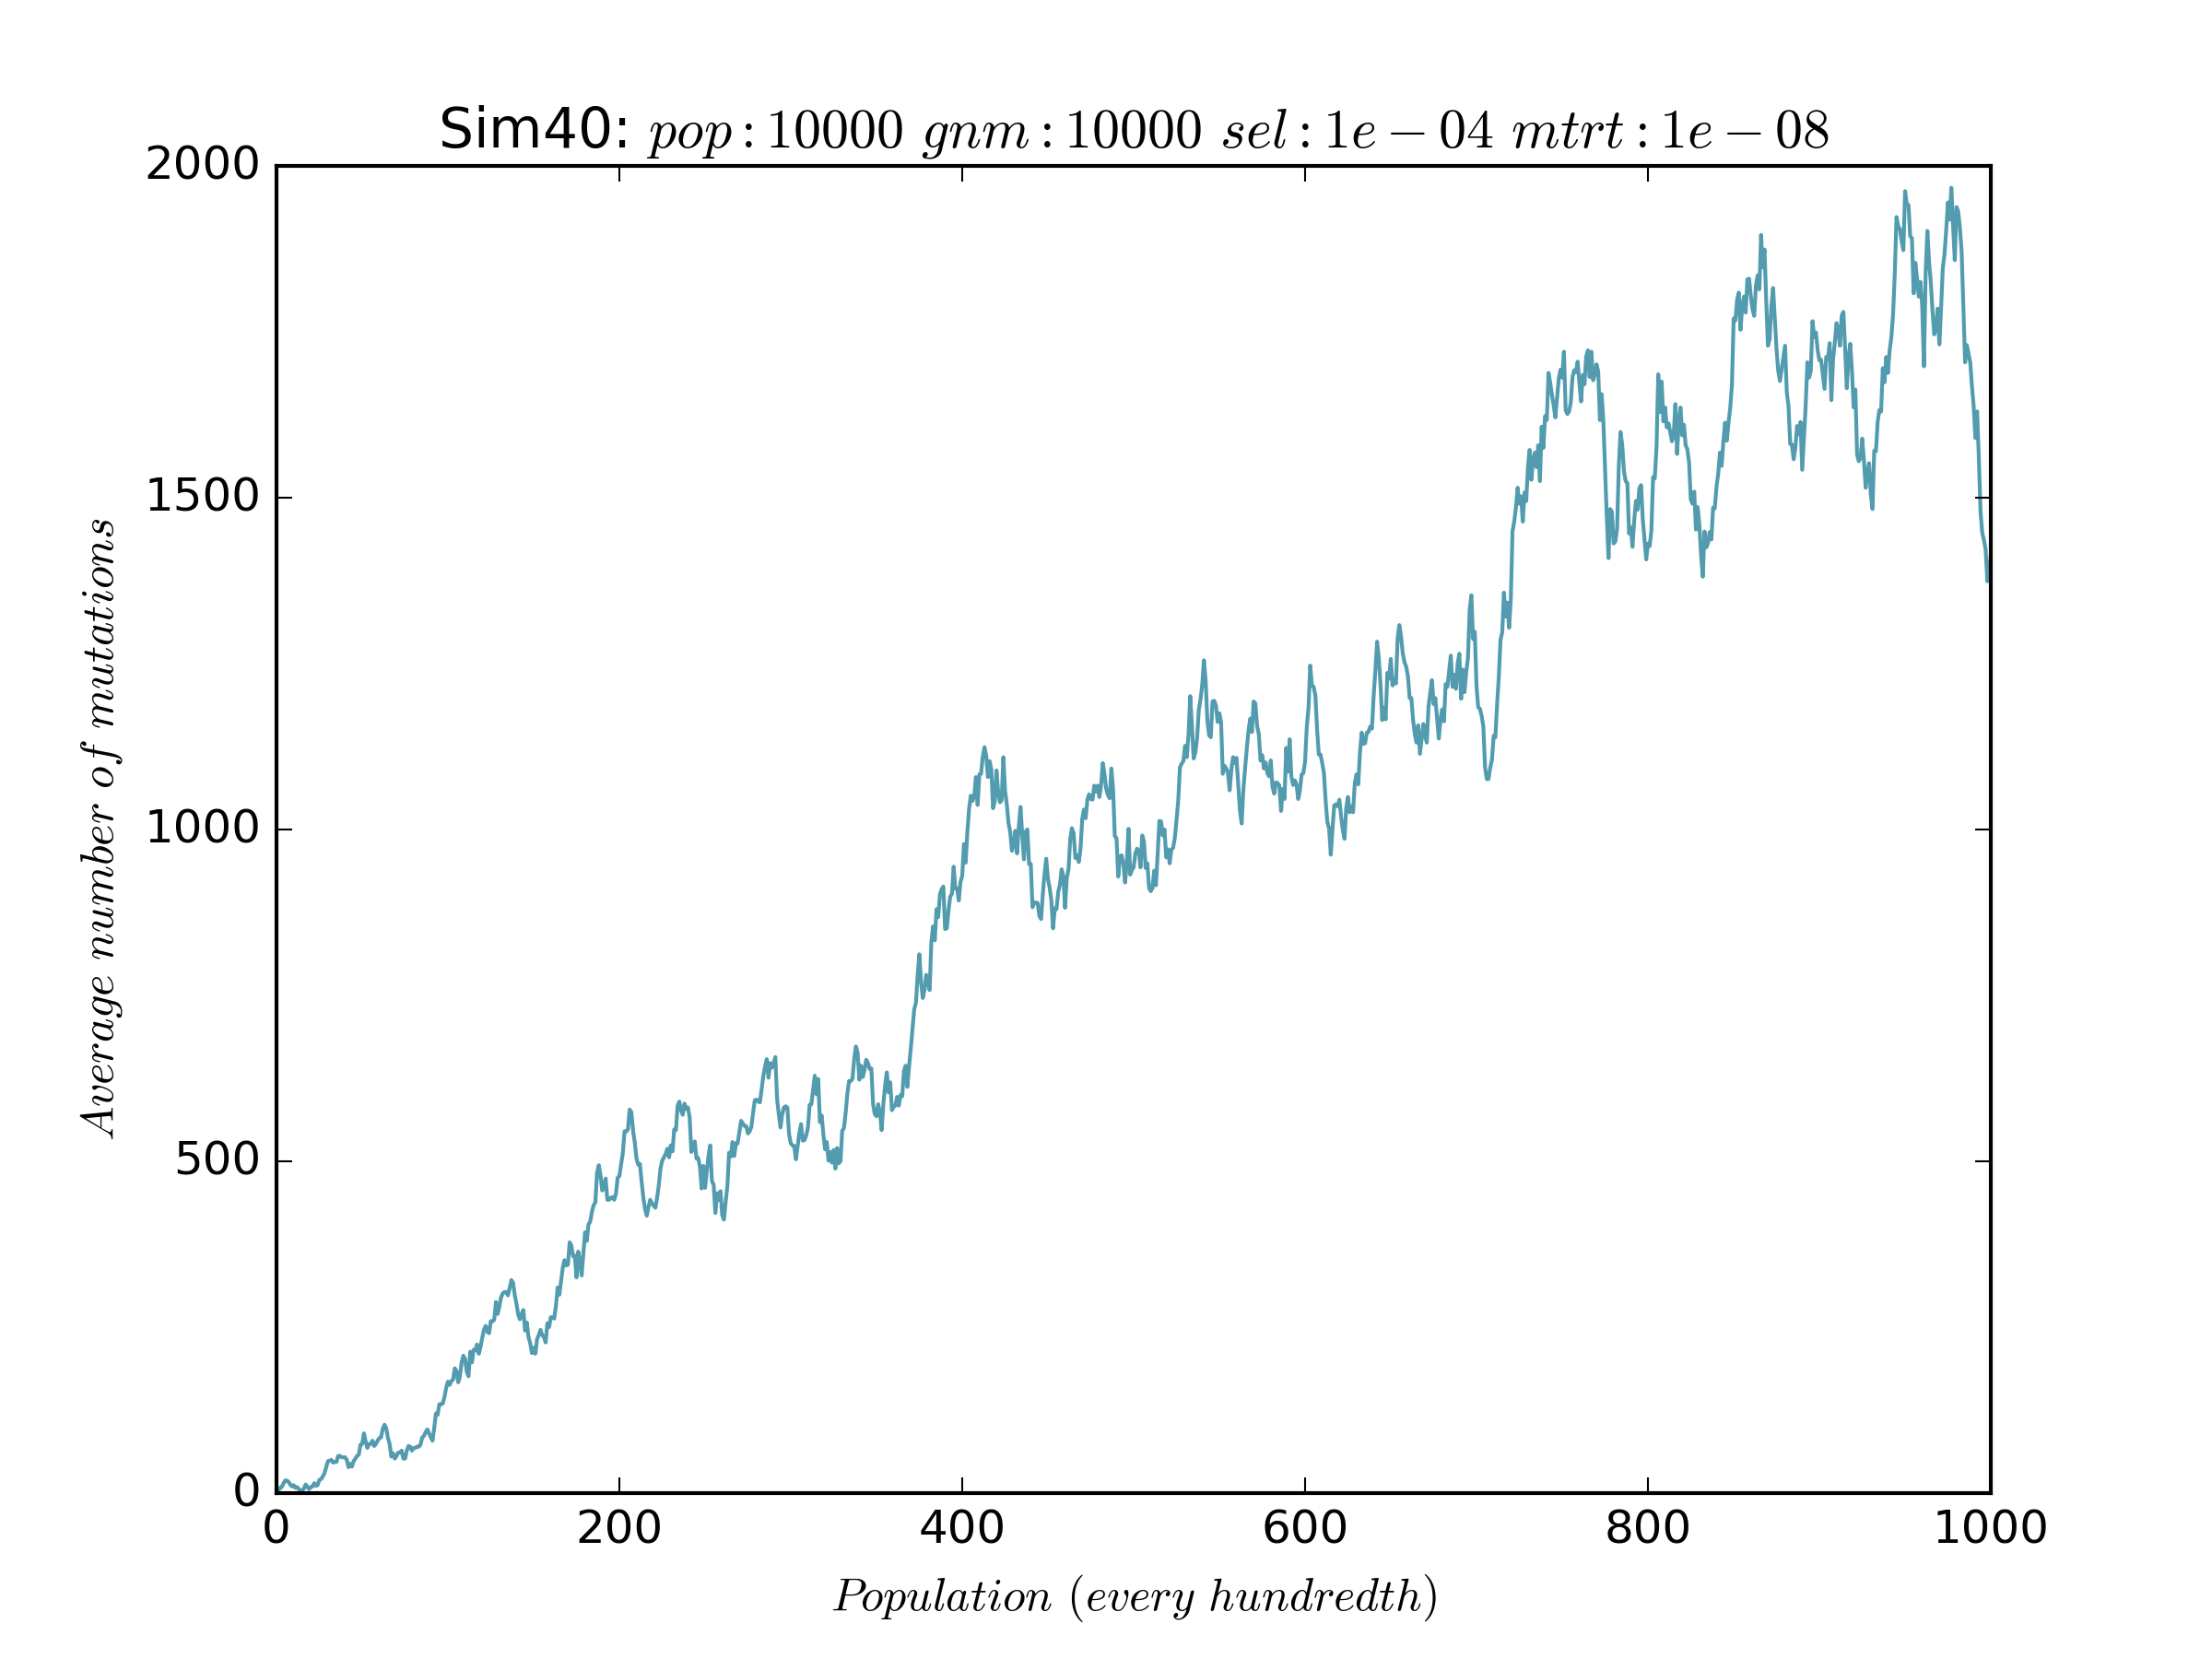 Sim40: pop : 10000 gnm : 10000 sel : 1e − 04 mtrt : 1e − 08
2000
1500
1000
500
0
Average number of mutations
0 200 400 600 800 1000
Population (every hundredth)